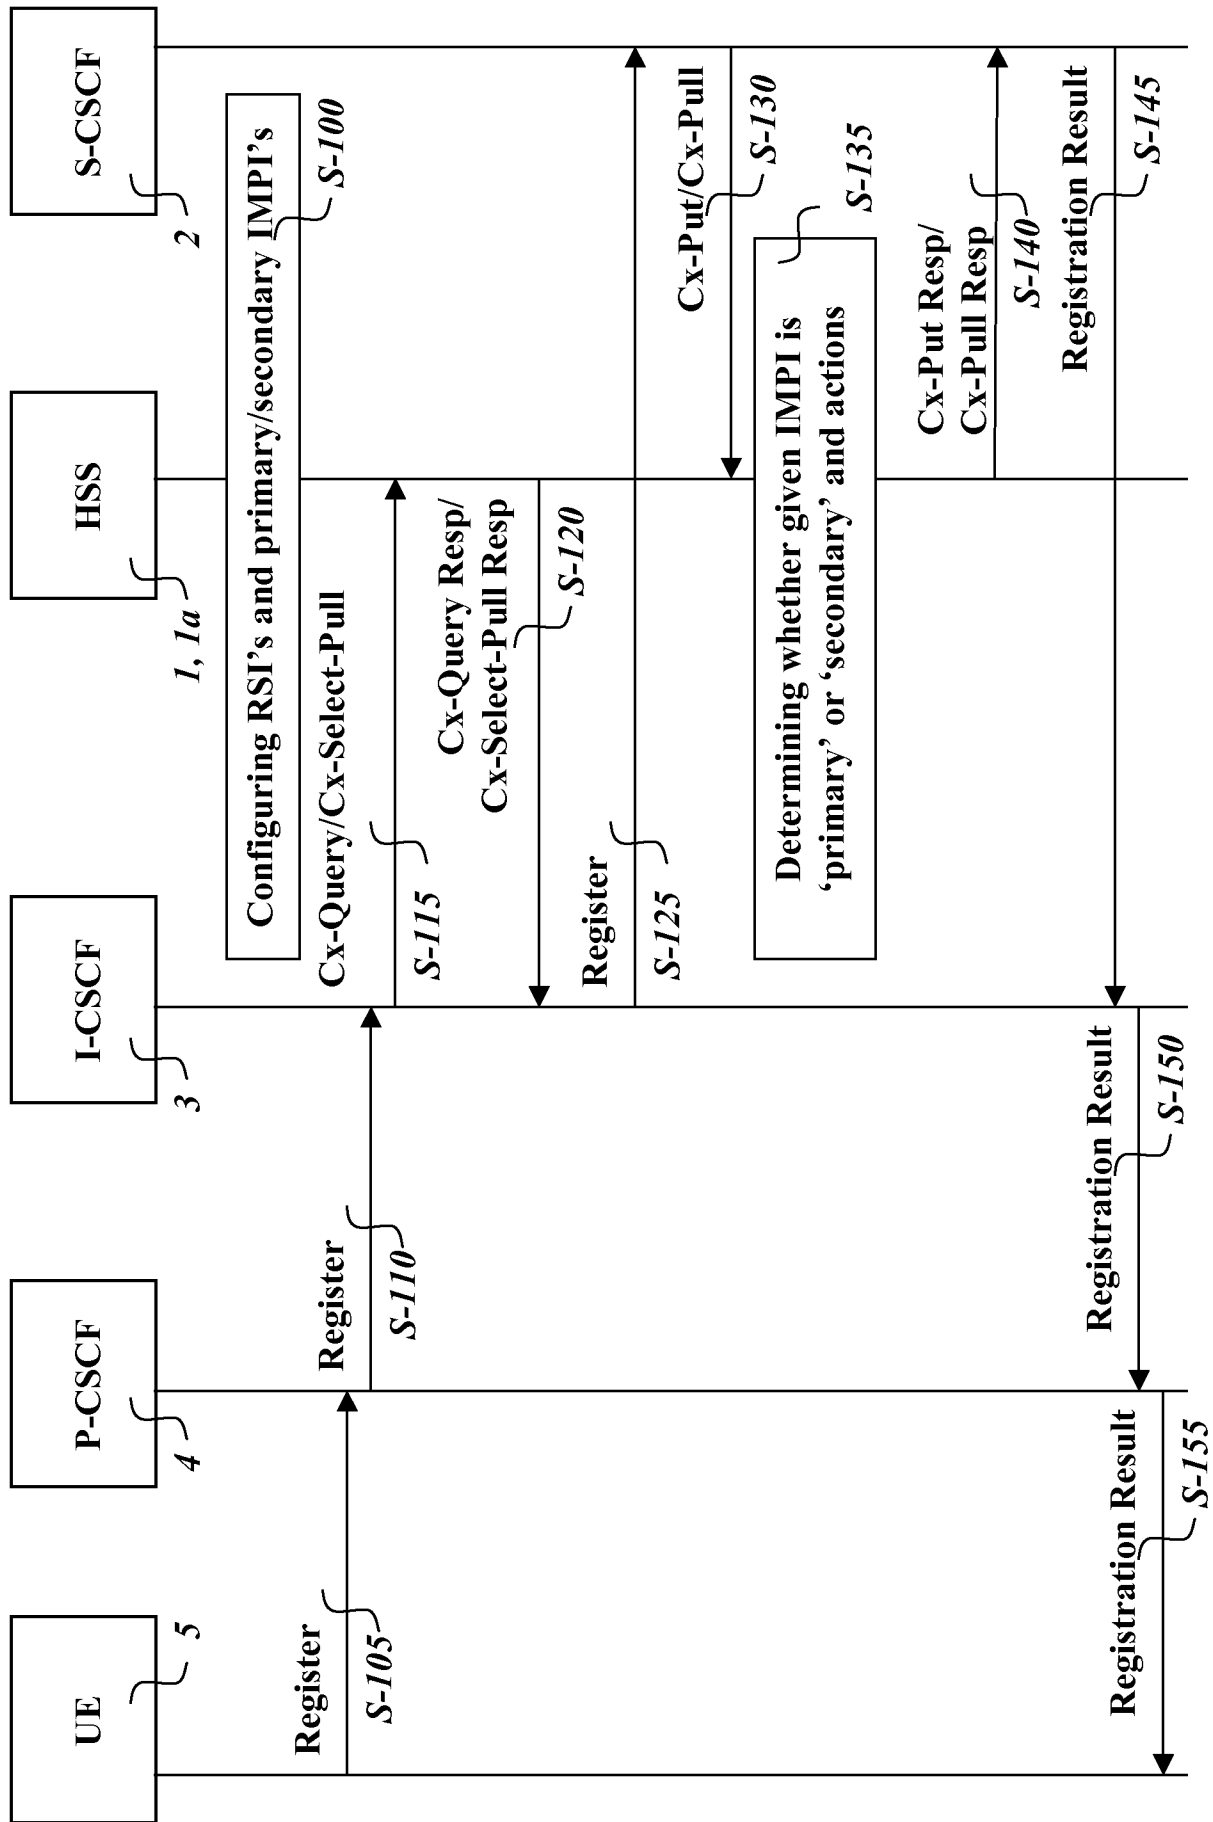 UE
P-CSCF
I-CSCF
HSS
S-CSCF
5
4
3
1, 1a
2
Configuring RSI's and primary/secondary IMPI's
S-100
Register
S-105
Register
S-110
Cx-Query/Cx-Select-Pull
S-115
Cx-Query Resp/
Cx-Select-Pull Resp
S-120
Register
S-125
Cx-Put/Cx-Pull
S-130
Determining whether given IMPI is
‘primary’ or ‘secondary’ and actions
S-135
Cx-Put Resp/
Cx-Pull Resp
S-140
Registration Result
S-145
Registration Result
S-150
Registration Result
S-155